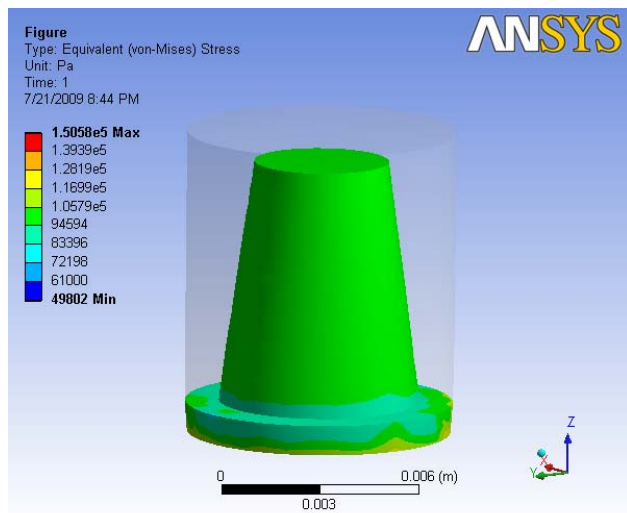 Figure
Type: Equivalent (von-Mises) Stress
Unit: Pa
Time: 1
7/21/2009 8:44 PM
ANSYS
1.5058e5 Max
1.3939e5
1.2819e5
1.1699e5
1.0579e5
94594
83396
72198
61000
49802 Min
0
0.006 (m)
0.003
Z
Y
X